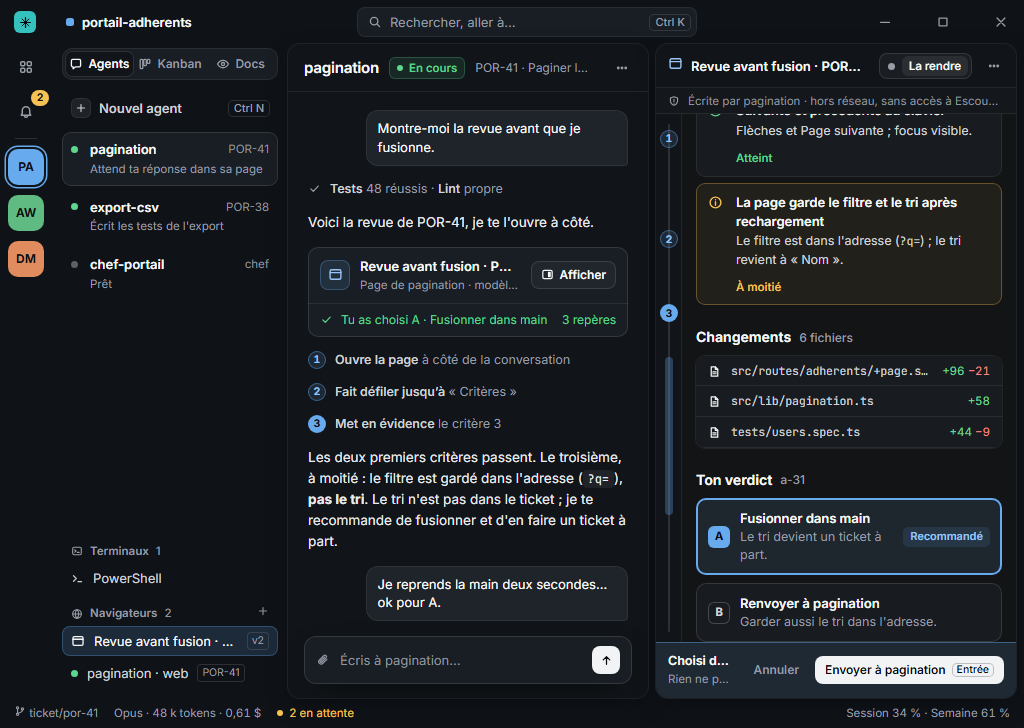 portail-adherents
Rechercher, aller à…
Ctrl K
2
PA
AW
DM
Agents
Kanban
Docs
Nouvel agent
Ctrl N
pagination
POR-41
Attend ta réponse dans sa page
export-csv
POR-38
Écrit les tests de l'export
chef-portail
chef
Prêt
Terminaux 1
PowerShell
Navigateurs 2
Revue avant fusion · …
v2
pagination · web
POR-41
pagination
En cours
POR-41 · Paginer l…
Montre-moi la revue avant que je
fusionne.
Tests 48 réussis · Lint propre
Voici la revue de POR-41, je te l'ouvre à côté.
Revue avant fusion · P…
Page de pagination · modèl…
Afficher
Tu as choisi A · Fusionner dans main
3 repères
1 Ouvre la page à côté de la conversation
2 Fait défiler jusqu'à « Critères »
3 Met en évidence le critère 3
Les deux premiers critères passent. Le troisième,
à moitié : le filtre est gardé dans l'adresse ( ?q= ),
pas le tri. Le tri n'est pas dans le ticket ; je te
recommande de fusionner et d'en faire un ticket à
part.
Je reprends la main deux secondes…
ok pour A.
Écris à pagination…
Revue avant fusion · POR…
La rendre
Écrite par pagination · hors réseau, sans accès à Escou…
1
2
3
Flèches et Page suivante ; focus visible.
Atteint
La page garde le filtre et le tri après
rechargement
Le filtre est dans l'adresse (?q=) ; le tri
revient à « Nom ».
À moitié
Changements 6 fichiers
src/routes/adherents/+page.s… +96 −21
src/lib/pagination.ts +58
tests/users.spec.ts +44 −9
Ton verdict a-31
A
Fusionner dans main
Le tri devient un ticket à
part.
Recommandé
B
Renvoyer à pagination
Garder aussi le tri dans l'adresse.
Choisi d…
Rien ne p…
Annuler
Envoyer à pagination
Entrée
ticket/por-41
Opus · 48 k tokens · 0,61 $
2 en attente
Session 34 % · Semaine 61 %